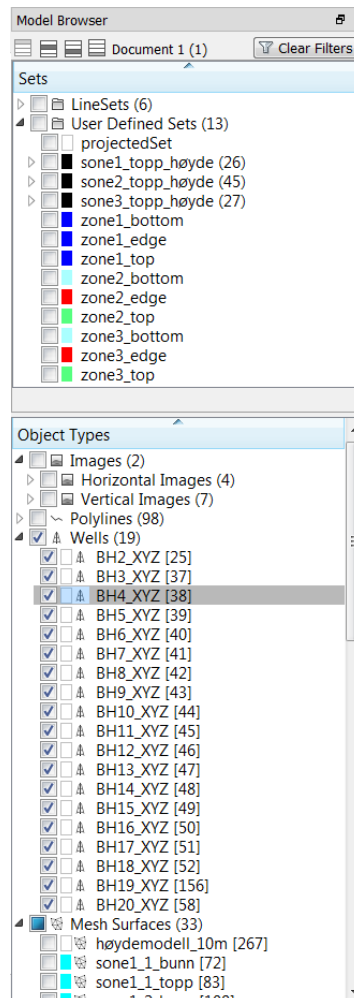 Model Browser
Document 1 (1) Clear Filters
Sets
LineSets (6)
User Defined Sets (13)
projectedSet
sone1_topp_høyde (26)
sone2_topp_høyde (45)
sone3_topp_høyde (27)
zone1_bottom
zone1_edge
zone1_top
zone2_bottom
zone2_edge
zone2_top
zone3_bottom
zone3_edge
zone3_top
Object Types
Images (2)
Horizontal Images (4)
Vertical Images (7)
Polylines (98)
Wells (19)
BH2_XYZ [25]
BH3_XYZ [37]
BH4_XYZ [38]
BH5_XYZ [39]
BH6_XYZ [40]
BH7_XYZ [41]
BH8_XYZ [42]
BH9_XYZ [43]
BH10_XYZ [44]
BH11_XYZ [45]
BH12_XYZ [46]
BH13_XYZ [47]
BH14_XYZ [48]
BH15_XYZ [49]
BH16_XYZ [50]
BH17_XYZ [51]
BH18_XYZ [52]
BH19_XYZ [156]
BH20_XYZ [58]
Mesh Surfaces (33)
høydemodell_10m [267]
sone1_1_bunn [72]
sone1_1_topp [83]